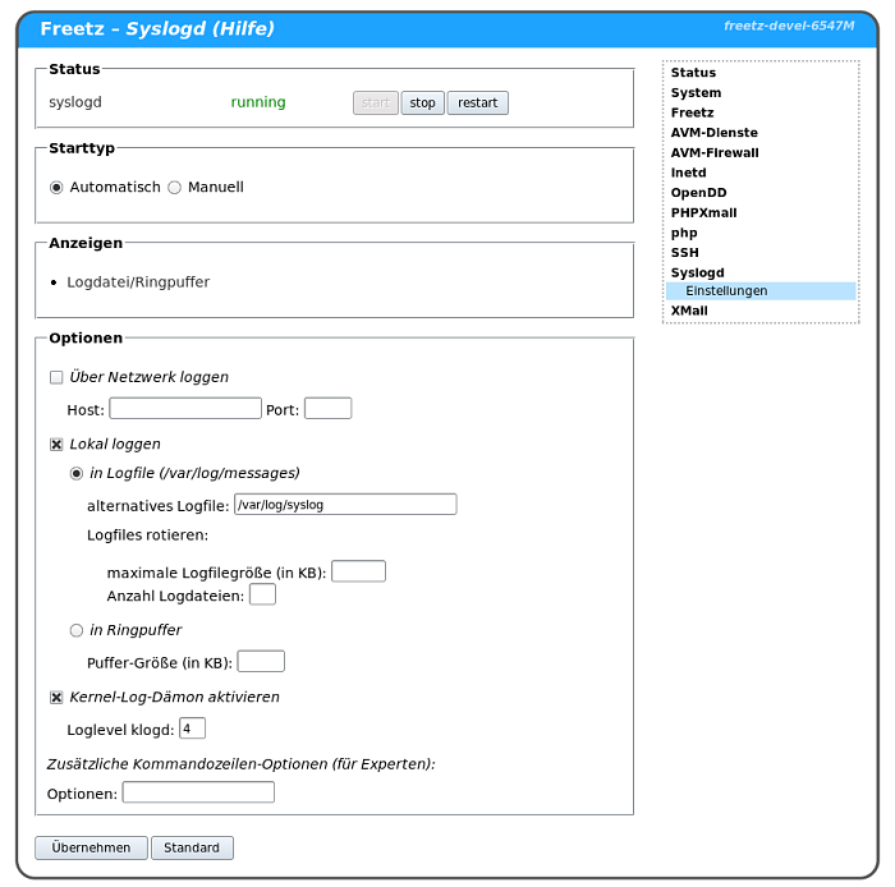 Freetz – Syslogd (Hilfe)
freetz-devel-6547M
Status
syslogd running start stop restart
Starttyp
Automatisch Manuell
Anzeigen
• Logdatei/Ringpuffer
Optionen
Über Netzwerk loggen
Host: Port:
Lokal loggen
in Logfile (/var/log/messages)
alternatives Logfile: /var/log/syslog
Logfiles rotieren:
maximale Logfilegröße (in KB):
Anzahl Logdateien:
in Ringpuffer
Puffer-Größe (in KB):
Kernel-Log-Dämon aktivieren
Loglevel klogd: 4
Zusätzliche Kommandozeilen-Optionen (für Experten):
Optionen:
Übernehmen Standard
Status
System
Freetz
AVM-Dienste
AVM-Firewall
Inetd
OpenDD
PHPXmail
php
SSH
Syslogd
Einstellungen
XMail